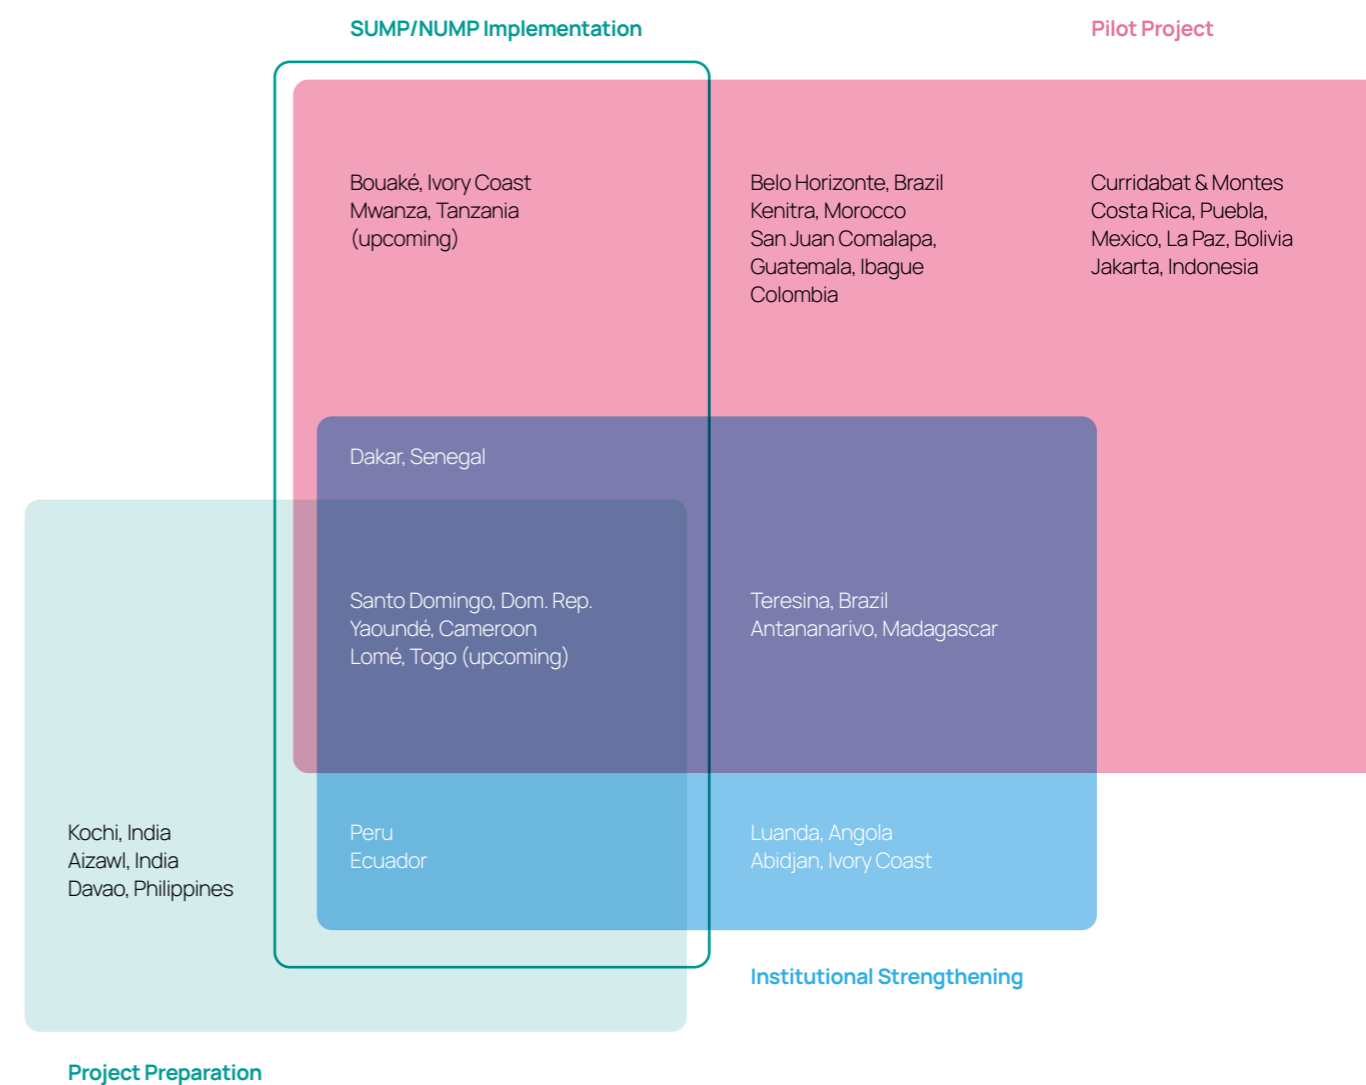 SUMP/NUMP Implementation
Pilot Project
Bouaké, Ivory Coast
Mwanza, Tanzania
(upcoming)
Belo Horizonte, Brazil
Kenitra, Morocco
San Juan Comalapa,
Guatemala, Ibague
Colombia
Curridabat & Montes
Costa Rica, Puebla,
Mexico, La Paz, Bolivia
Jakarta, Indonesia
Dakar, Senegal
Santo Domingo, Dom. Rep.
Yaoundé, Cameroon
Lomé, Togo (upcoming)
Teresina, Brazil
Antananarivo, Madagascar
Kochi, India
Aizawl, India
Davao, Philippines
Peru
Ecuador
Luanda, Angola
Abidjan, Ivory Coast
Institutional Strengthening
Project Preparation